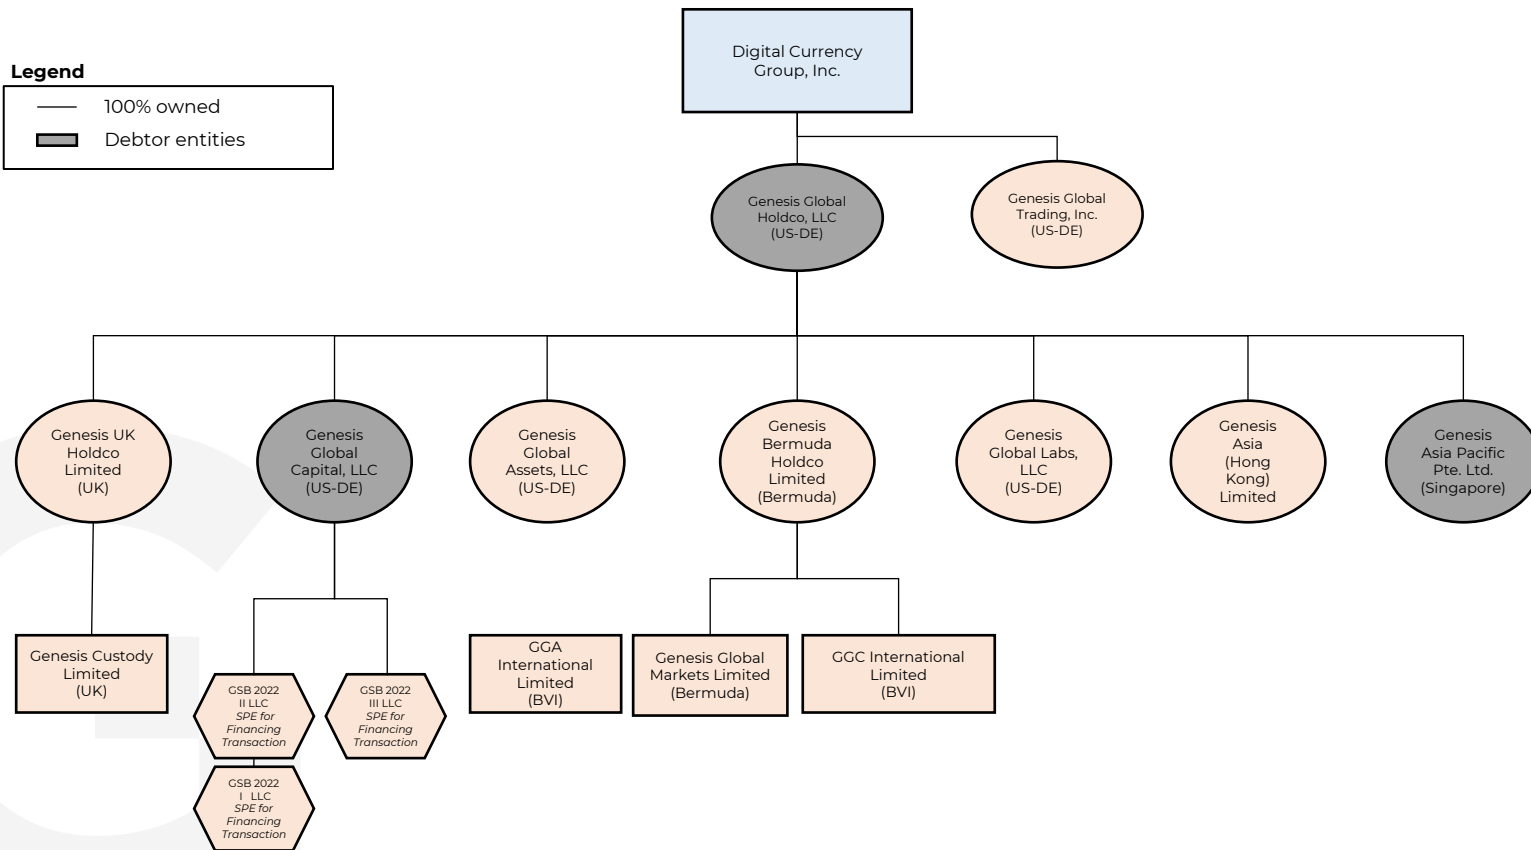 Digital Currency
Group, Inc.
Legend
100% owned
Debtor entities
Genesis Global
Holdco, LLC
(US-DE)
Genesis Global
Trading, Inc.
(US-DE)
Genesis UK
Holdco
Limited
(UK)
Genesis
Global
Capital, LLC
(US-DE)
Genesis
Global
Assets, LLC
(US-DE)
Genesis
Bermuda
Holdco
Limited
(Bermuda)
Genesis
Global Labs,
LLC
(US-DE)
Genesis
Asia
(Hong
Kong)
Limited
Genesis
Asia Pacific
Pte. Ltd.
(Singapore)
Genesis Custody
Limited
(UK)
GSB 2022
II LLC
SPE for
Financing
Transaction
GSB 2022
III LLC
SPE for
Financing
Transaction
GGA
International
Limited
(BVI)
Genesis Global
Markets Limited
(Bermuda)
GGC International
Limited
(BVI)
GSB 2022
I LLC
SPE for
Financing
Transaction